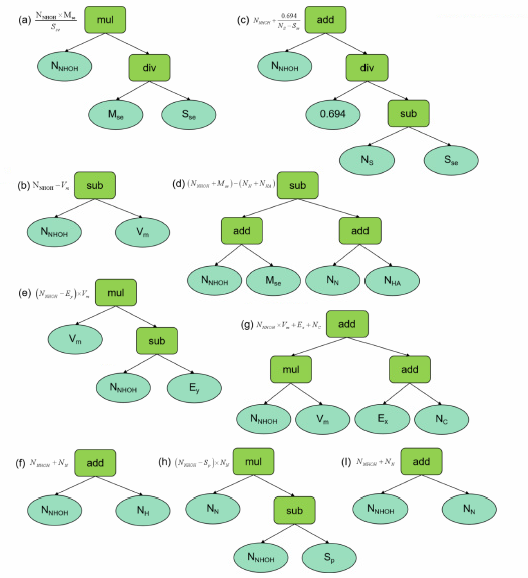 (a) N_NHOH × M_se / S_se mul
N_NHOH div
M_se S_se
(c) N_NHOH + 0.694 / N_S − S_se add
N_NHOH div
0.694 sub
N_S S_se
(b) N_NHOH − V_m sub
N_NHOH V_m
(d) (N_NHOH + M_se) − (N_N + N_HA) sub
add add
N_NHOH M_se N_N N_HA
(e) (N_NHOH − E_y) × V_m mul
V_m sub
N_NHOH E_y
(g) N_NHOH × V_m + E_x + N_C add
mul add
N_NHOH V_m E_x N_C
(f) N_NHOH + N_H add
N_NHOH N_H
(h) (N_NHOH − S_p) × N_N mul
N_N sub
N_NHOH S_p
(I) N_NHOH + N_N add
N_NHOH N_N